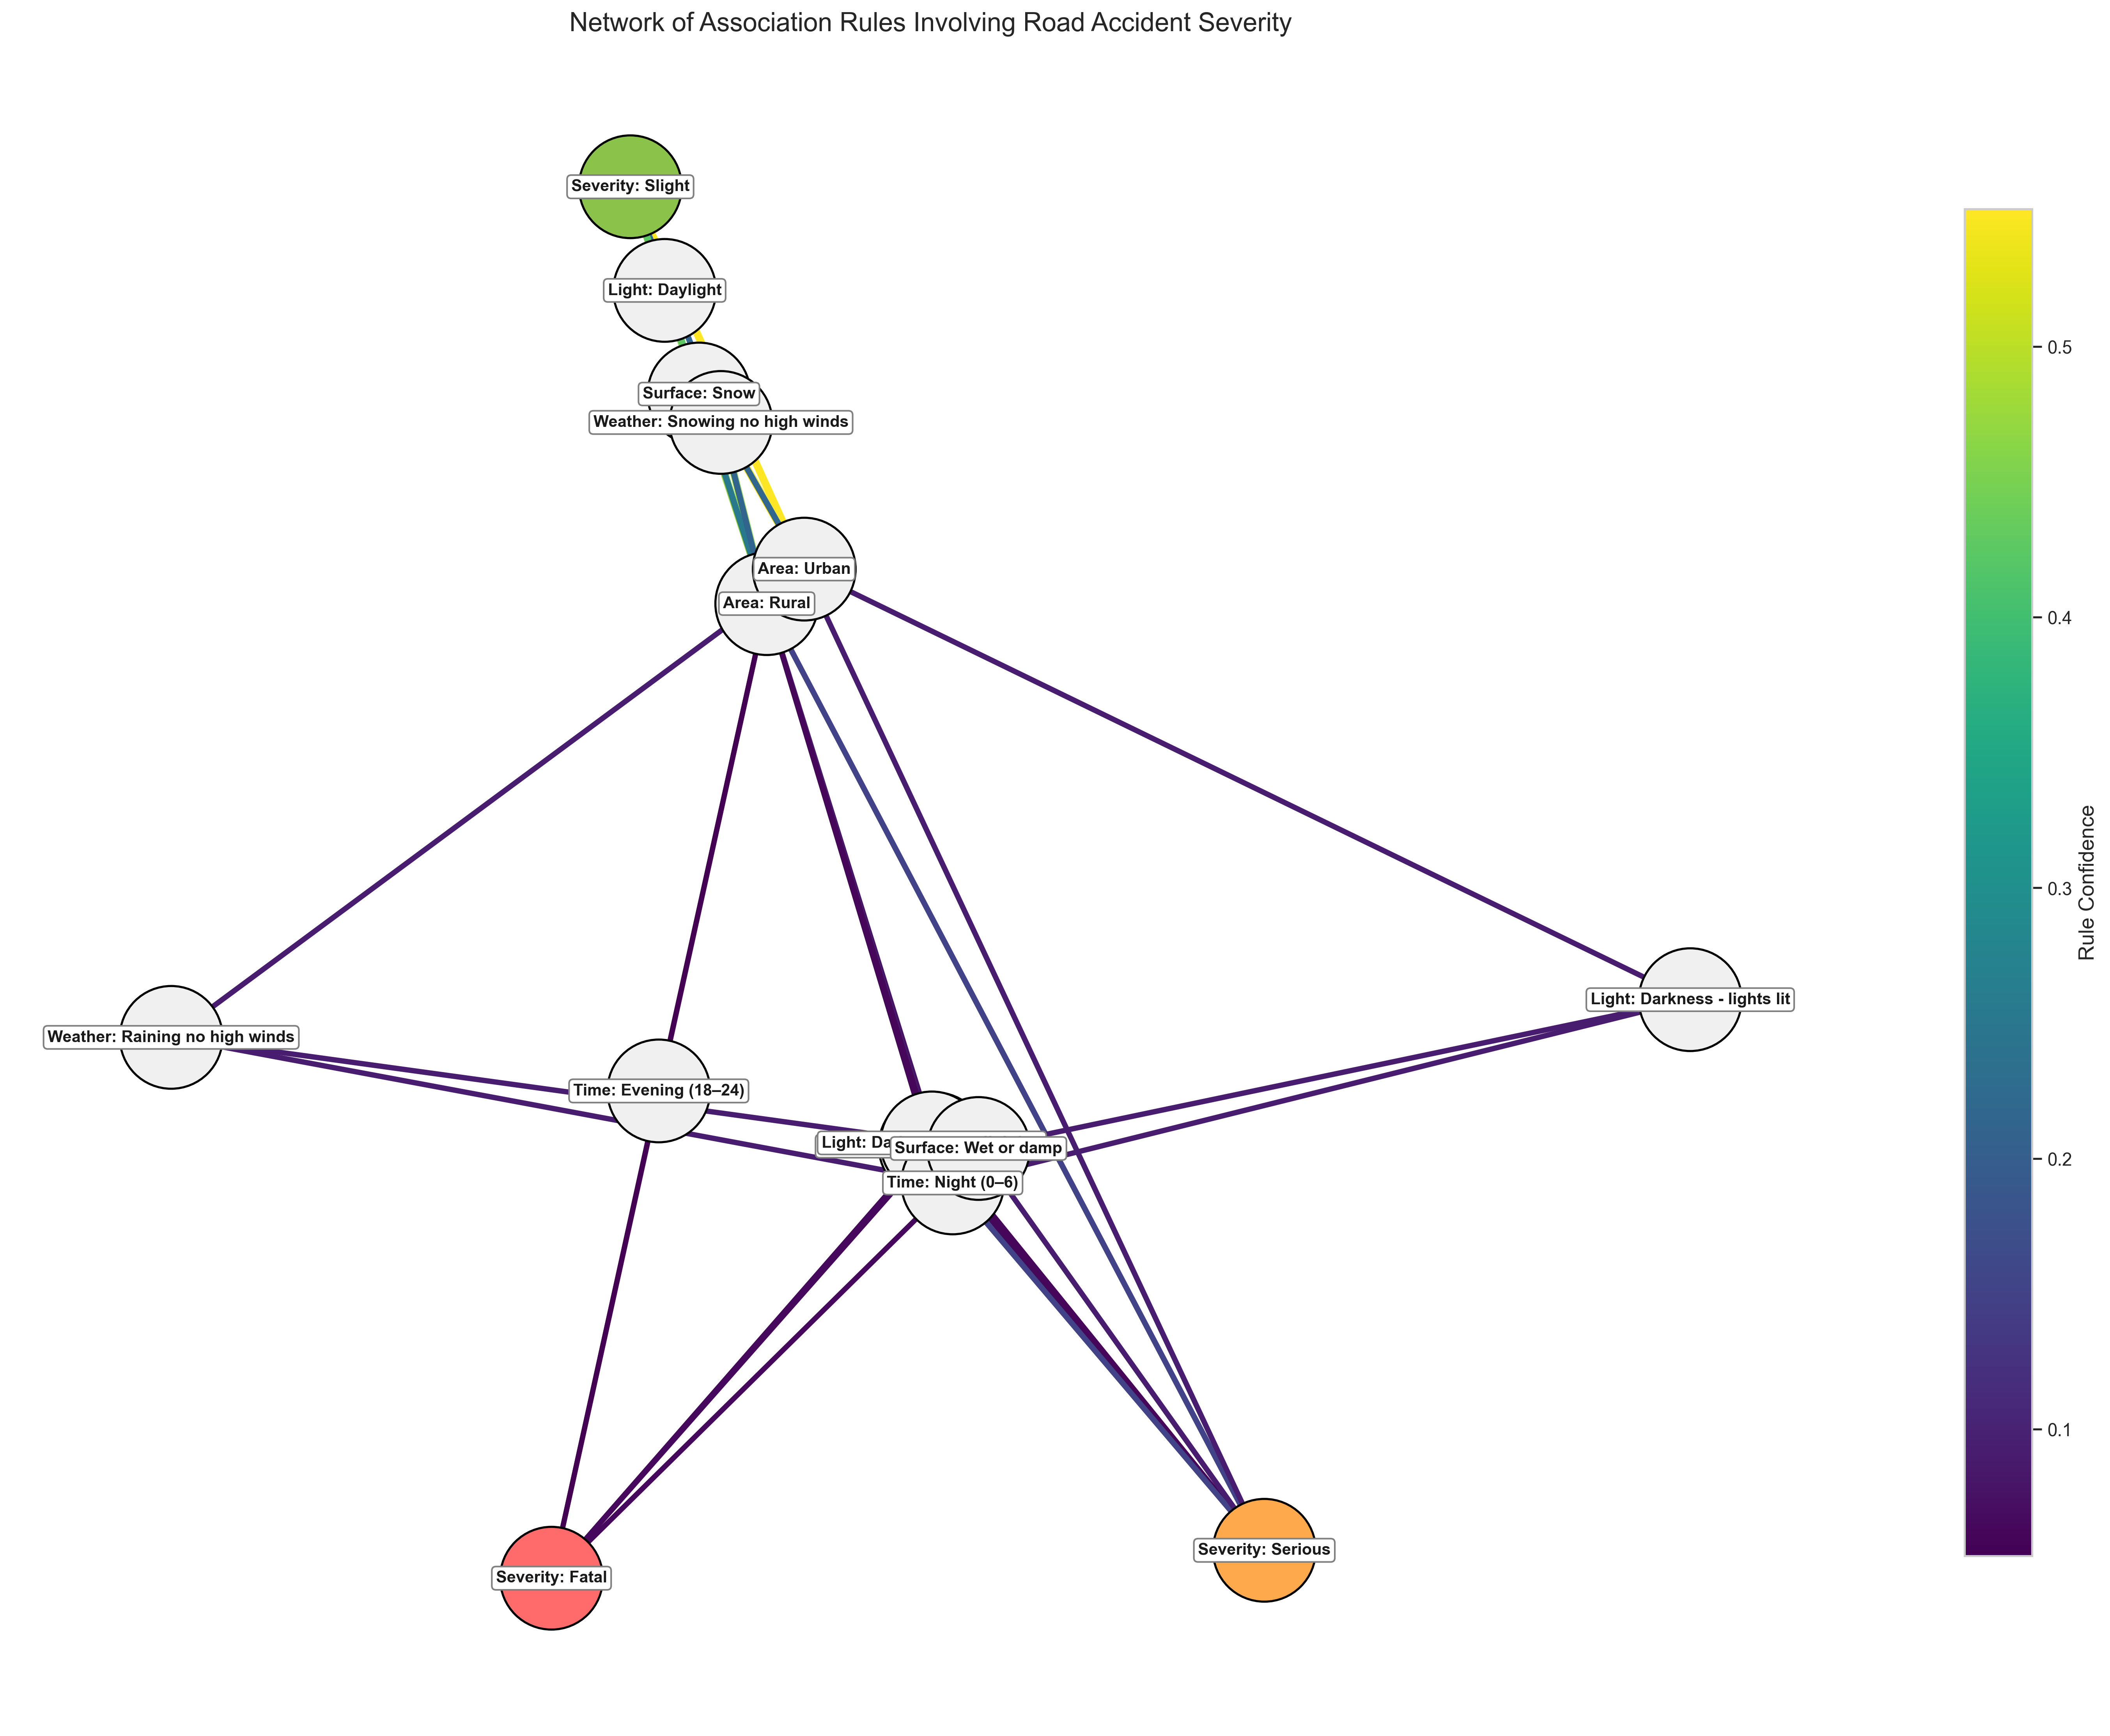 Network of Association Rules Involving Road Accident Severity
Severity: Slight
Light: Daylight
Surface: Snow
Weather: Snowing no high winds
Area: Urban
Area: Rural
Light: Darkness - lights lit
Weather: Raining no high winds
Time: Evening (18–24)
Light: Da
Surface: Wet or damp
Time: Night (0–6)
Severity: Serious
Severity: Fatal
0.5
0.4
0.3
0.2
0.1
Rule Confidence